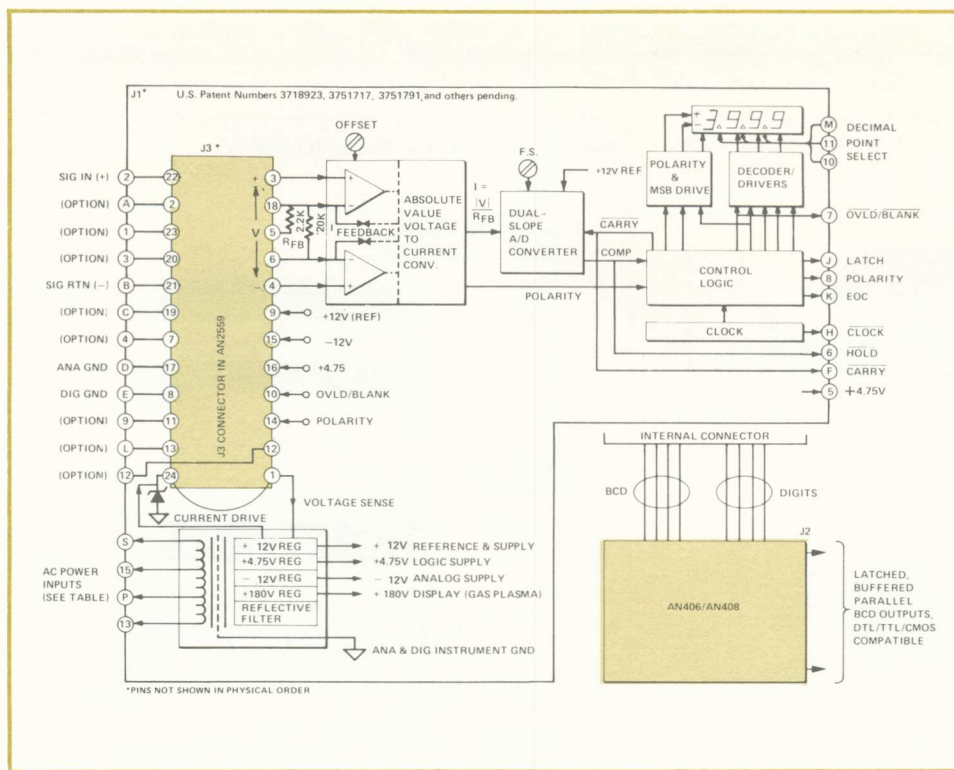 J1*
U.S. Patent Numbers 3718923, 3751717, 3751791, and others pending.
J3 *
OFFSET
F.S.
+12V REF
+
−
3.9.9.9
M
11
10
DECIMAL
POINT
SELECT
POLARITY
&
MSB DRIVE
DECODER/
DRIVERS
7
OVLD/BLANK
SIG IN (+)
2
22
+
3
(OPTION)
A
2
18
(OPTION)
1
23
5
(OPTION)
3
20
V
6
SIG RTN (−)
B
21
−
4
(OPTION)
C
19
9
+12V (REF)
(OPTION)
4
7
15
−12V
ANA GND
D
17
16
+4.75
DIG GND
E
8
10
OVLD/BLANK
(OPTION)
9
11
14
POLARITY
(OPTION)
L
13
12
(OPTION)
12
24
1
J3 CONNECTOR IN AN2559
2.2K
20K
RFB
I
FEEDBACK
+
−
−
+
ABSOLUTE
VALUE
VOLTAGE
TO
CURRENT
CONV.
I =
|V|
RFB
DUAL-
SLOPE
A/D
CONVERTER
CARRY
COMP
POLARITY
CONTROL
LOGIC
CLOCK
J
LATCH
8
POLARITY
K
EOC
H
CLOCK
6
HOLD
F
CARRY
5
+4.75V
VOLTAGE SENSE
CURRENT DRIVE
S
15
P
13
AC POWER
INPUTS
(SEE TABLE)
+ 12V REG
+4.75V REG
− 12V REG
+180V REG
REFLECTIVE
FILTER
+ 12V REFERENCE & SUPPLY
+4.75V LOGIC SUPPLY
− 12V ANALOG SUPPLY
+ 180V DISPLAY (GAS PLASMA)
ANA & DIG INSTRUMENT GND
INTERNAL CONNECTOR
BCD
DIGITS
J2
AN406/AN408
LATCHED,
BUFFERED
PARALLEL
BCD OUTPUTS,
DTL/TTL/CMOS
COMPATIBLE
*PINS NOT SHOWN IN PHYSICAL ORDER